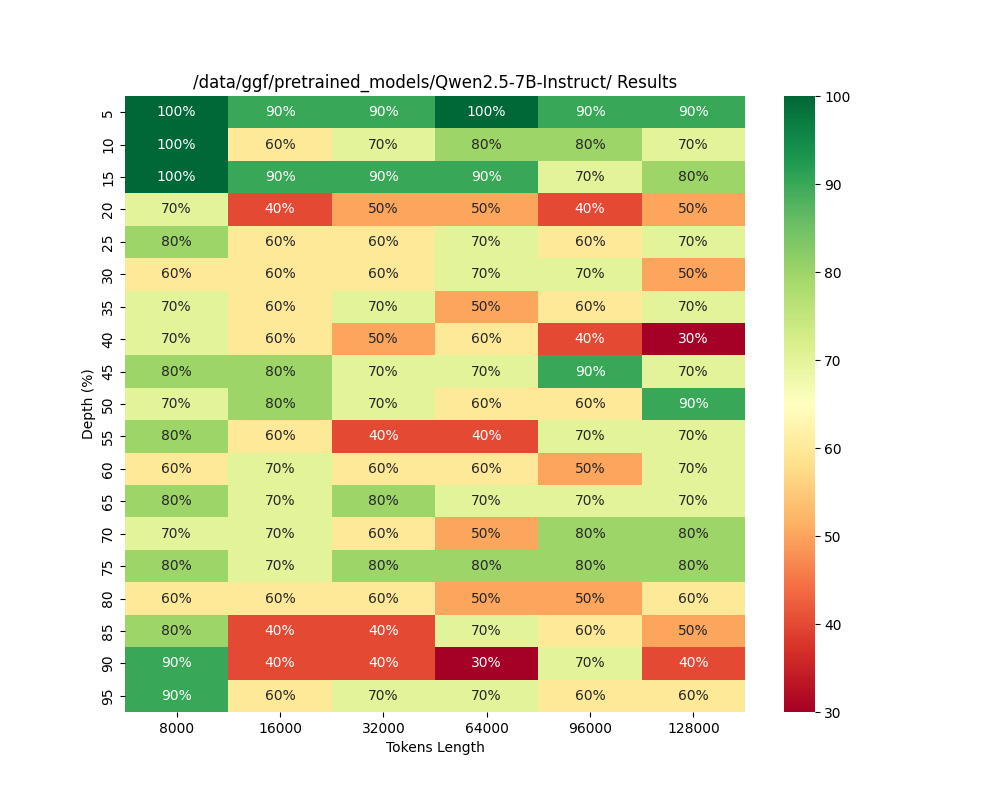 /data/ggf/pretrained_models/Qwen2.5-7B-Instruct/ Results
5 100% 90% 90% 100% 90% 90%
10 100% 60% 70% 80% 80% 70%
15 100% 90% 90% 90% 70% 80%
20 70% 40% 50% 50% 40% 50%
25 80% 60% 60% 70% 60% 70%
30 60% 60% 60% 70% 70% 50%
35 70% 60% 70% 50% 60% 70%
40 70% 60% 50% 60% 40% 30%
45 80% 80% 70% 70% 90% 70%
50 70% 80% 70% 60% 60% 90%
55 80% 60% 40% 40% 70% 70%
60 60% 70% 60% 60% 50% 70%
65 80% 70% 80% 70% 70% 70%
70 70% 70% 60% 50% 80% 80%
75 80% 70% 80% 80% 80% 80%
80 60% 60% 60% 50% 50% 60%
85 80% 40% 40% 70% 60% 50%
90 90% 40% 40% 30% 70% 40%
95 90% 60% 70% 70% 60% 60%
8000 16000 32000 64000 96000 128000
Tokens Length
Depth (%)
100
90
80
70
60
50
40
30